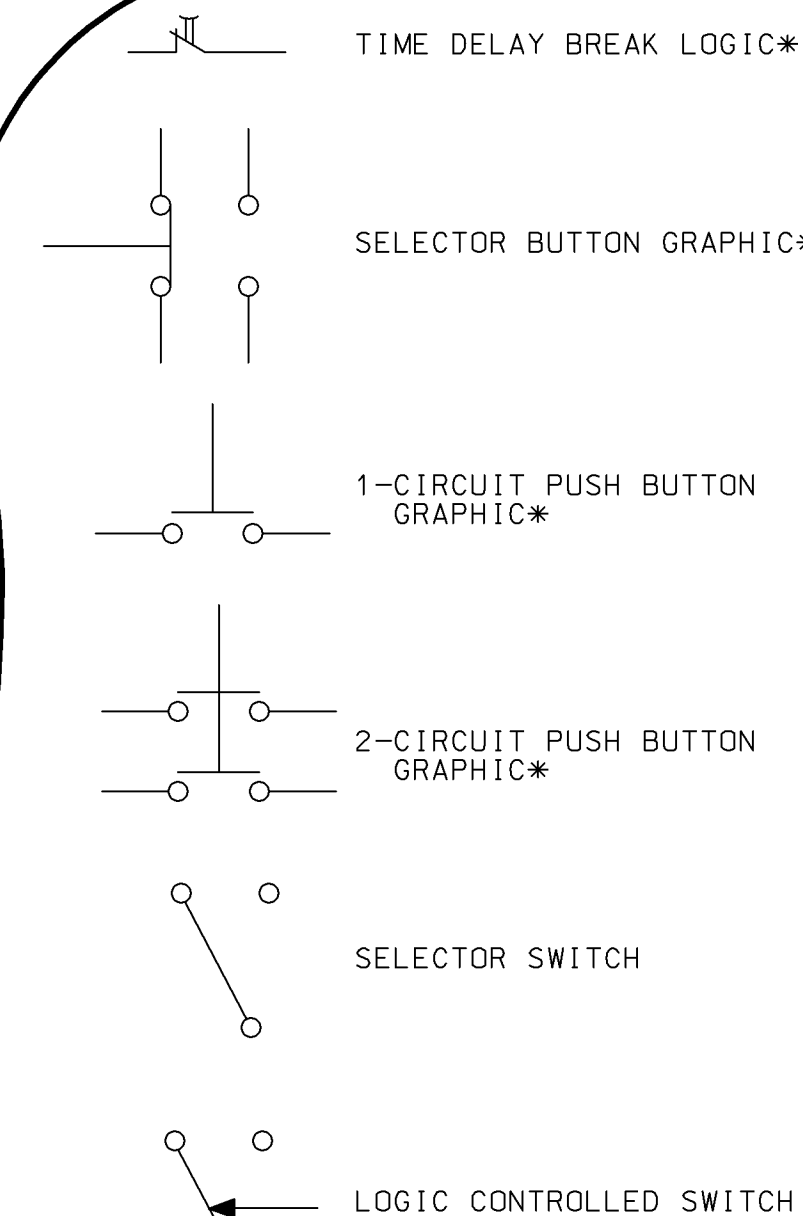 TIME DELAY BREAK LOGIC*
SELECTOR BUTTON GRAPHIC*
1-CIRCUIT PUSH BUTTON
GRAPHIC*
2-CIRCUIT PUSH BUTTON
GRAPHIC*
SELECTOR SWITCH
LOGIC CONTROLLED SWITCH